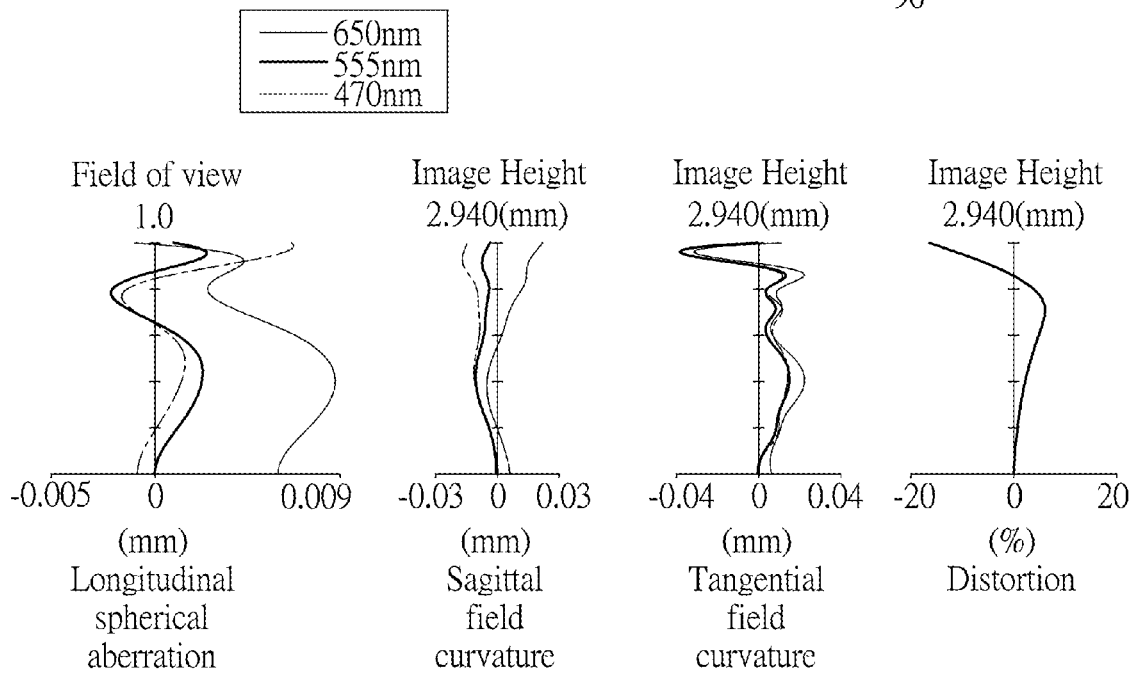 650nm
555nm
470nm
Field of view
1.0
Image Height
2.940(mm)
Image Height
2.940(mm)
Image Height
2.940(mm)
-0.005 0 0.009
-0.03 0 0.03
-0.04 0 0.04
-20 0 20
(mm)
Longitudinal
spherical
aberration
(mm)
Sagittal
field
curvature
(mm)
Tangential
field
curvature
(%)
Distortion